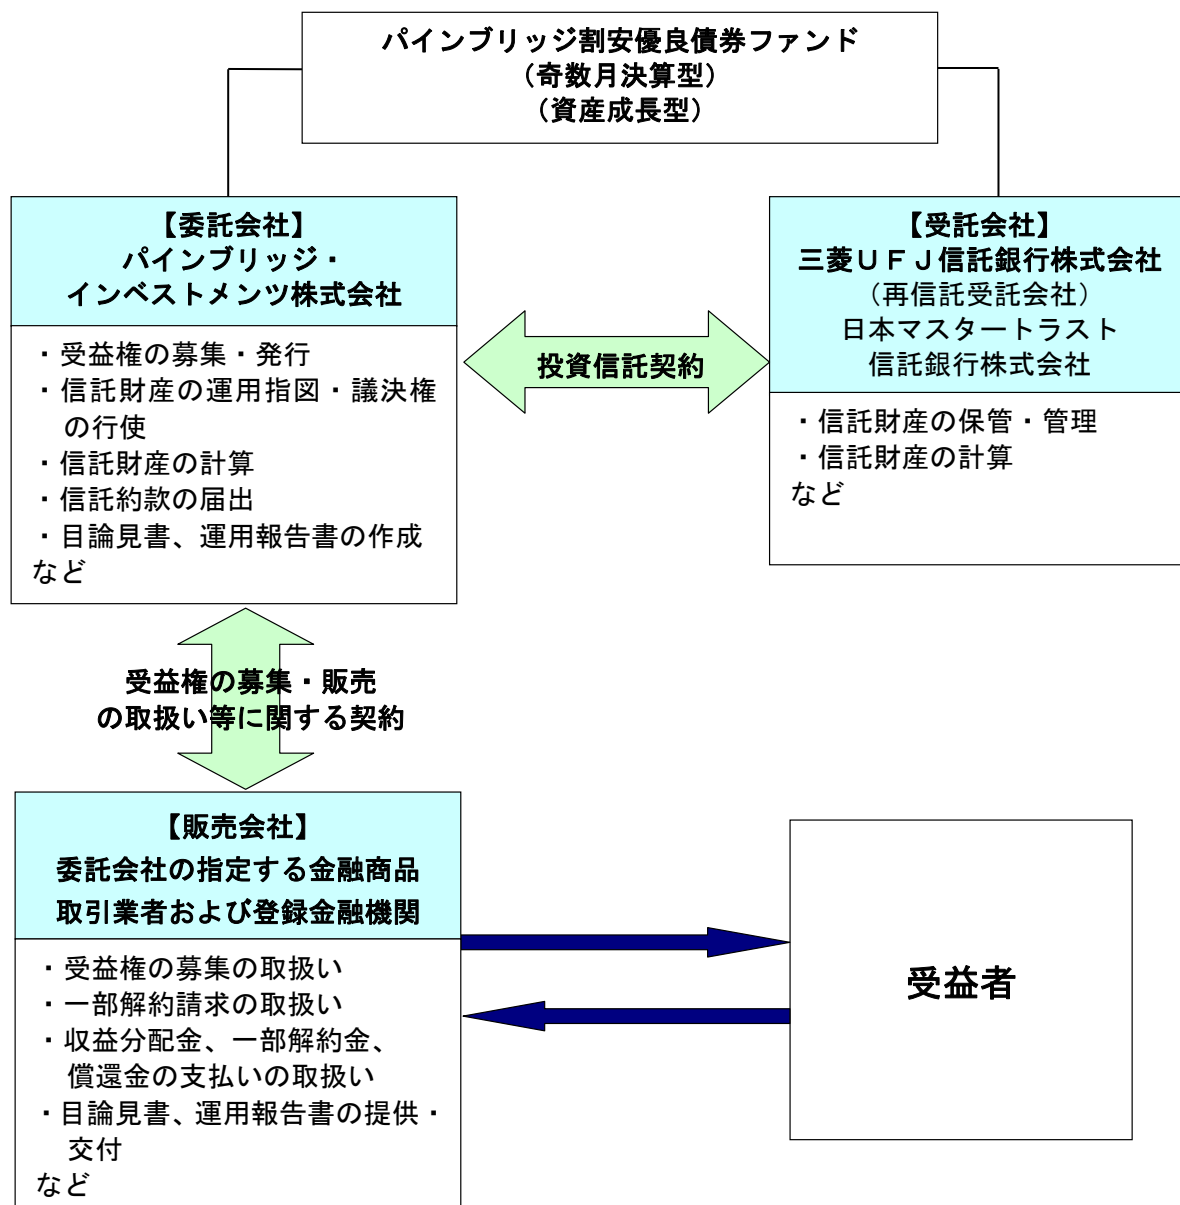 パインブリッジ割安優良債券ファンド
（奇数月決算型）
（資産成長型）
【委託会社】
パインブリッジ・
インベストメンツ株式会社
・受益権の募集・発行
・信託財産の運用指図・議決権
の行使
・信託財産の計算
・信託約款の届出
・目論見書、運用報告書の作成
など
投資信託契約
【受託会社】
三菱ＵＦＪ信託銀行株式会社
（再信託受託会社）
日本マスタートラスト
信託銀行株式会社
・信託財産の保管・管理
・信託財産の計算
など
受益権の募集・販売
の取扱い等に関する契約
【販売会社】
委託会社の指定する金融商品
取引業者および登録金融機関
・受益権の募集の取扱い
・一部解約請求の取扱い
・収益分配金、一部解約金、
償還金の支払いの取扱い
・目論見書、運用報告書の提供・
交付
など
受益者